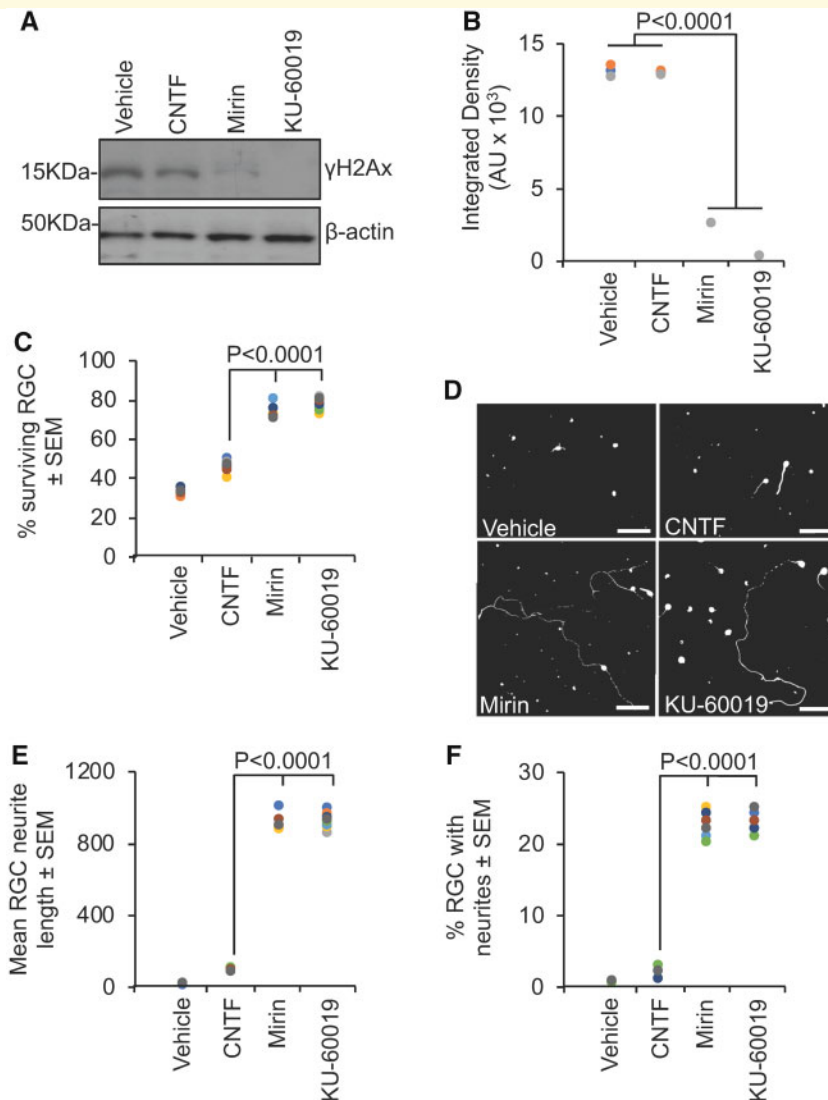 A
Vehicle
CNTF
Mirin
KU-60019
15KDa-
γH2Ax
50KDa-
β-actin
B
P<0.0001
Integrated Density
(AU x 10³)
15
10
5
0
Vehicle
CNTF
Mirin
KU-60019
C
P<0.0001
% surviving RGC
± SEM
100
80
60
40
20
0
Vehicle
CNTF
Mirin
KU-60019
D
Vehicle
CNTF
Mirin
KU-60019
E
P<0.0001
Mean RGC neurite
length ± SEM
1200
800
400
0
Vehicle
CNTF
Mirin
KU-60019
F
P<0.0001
% RGC with
neurites ± SEM
30
20
10
0
Vehicle
CNTF
Mirin
KU-60019